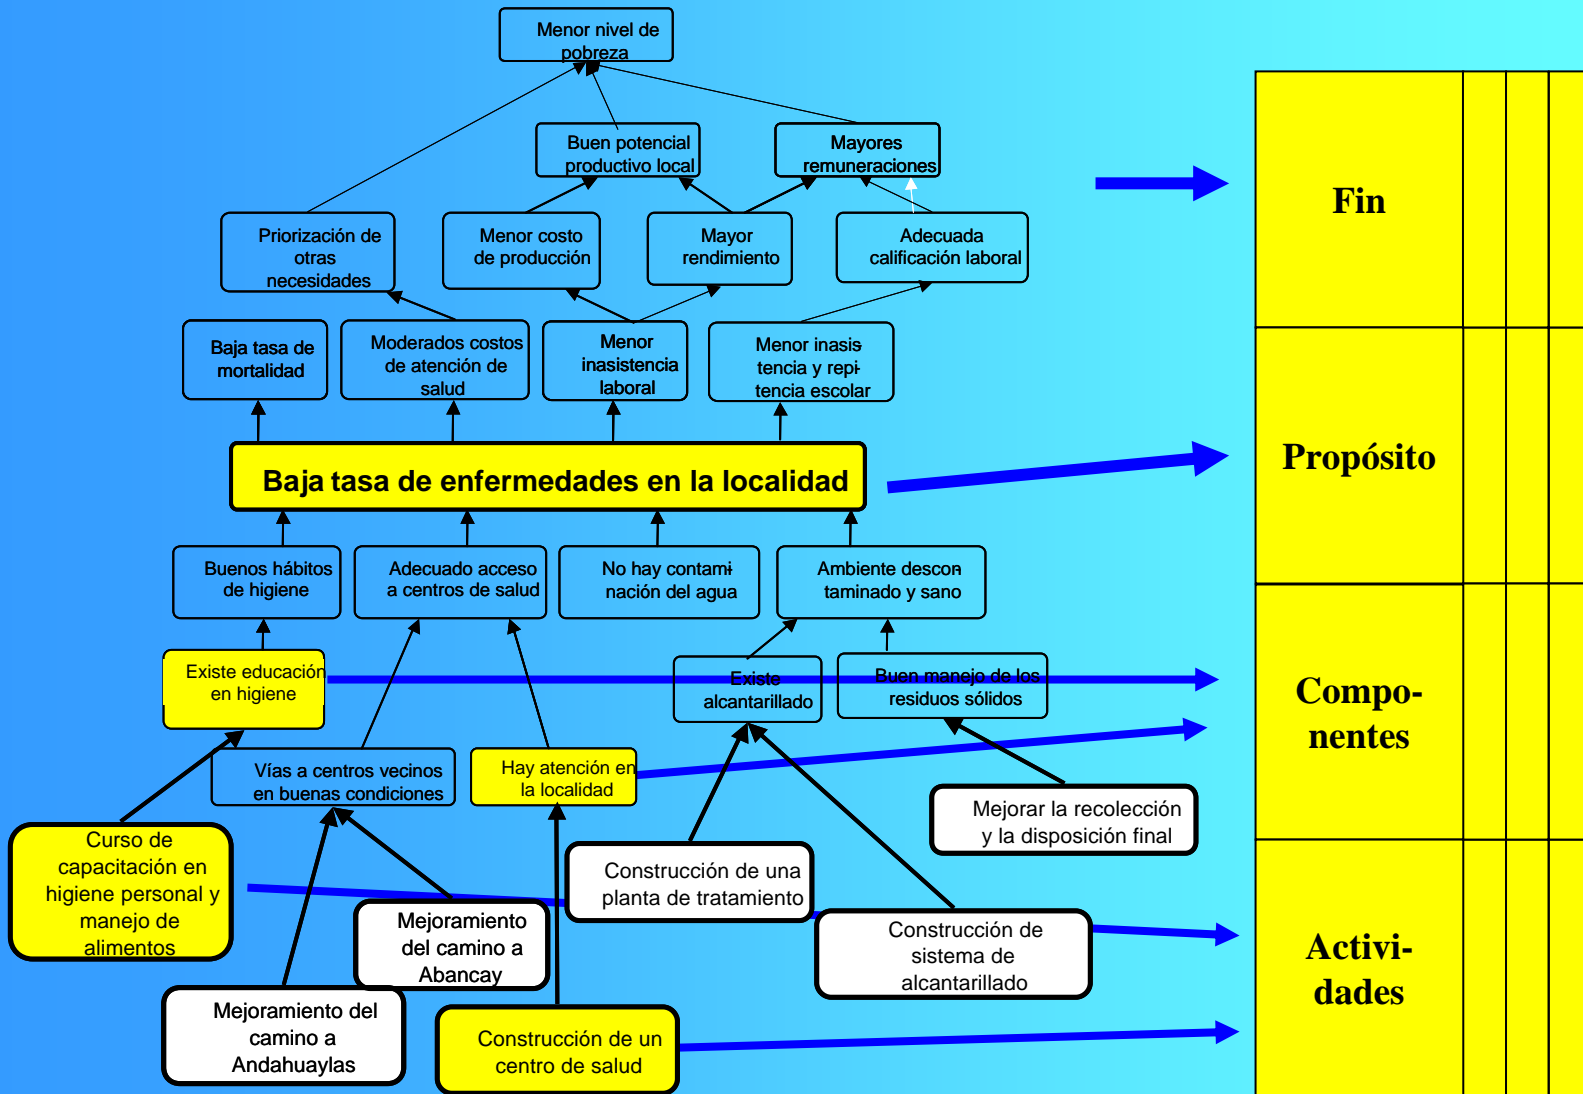 Menor nivel de
pobreza
Buen potencial
productivo local
Mayores
remuneraciones
Fin
Priorización de
otras
necesidades
Menor costo
de producción
Mayor
rendimiento
Adecuada
calificación laboral
Baja tasa de
mortalidad
Moderados costos
de atención de
salud
Menor
inasistencia
laboral
Menor inasis-
tencia y repi-
tencia escolar
Baja tasa de enfermedades en la localidad
Propósito
Buenos hábitos
de higiene
Adecuado acceso
a centros de salud
No hay contami-
nación del agua
Ambiente descon-
taminado y sano
Existe educación
en higiene
Existe
alcantarillado
Buen manejo de los
residuos sólidos
Compo-
nentes
Vías a centros vecinos
en buenas condiciones
Hay atención en
la localidad
Mejorar la recolección
y la disposición final
Curso de
capacitación en
higiene personal y
manejo de
alimentos
Construcción de una
planta de tratamiento
Mejoramiento
del camino a
Abancay
Construcción de
sistema de
alcantarillado
Activi-
dades
Mejoramiento del
camino a
Andahuaylas
Construcción de un
centro de salud